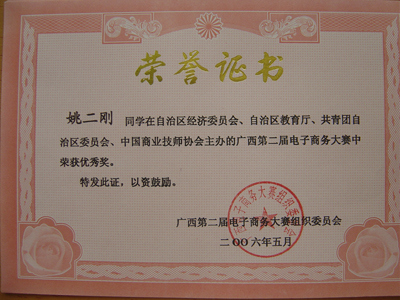 荣誉证书
姚二刚 同学在自治区经济委员会、自治区教育厅、共青团自
治区委员会、中国商业技师协会主办的广西第二届电子商务大赛中
荣获优秀奖。
特发此证，以资鼓励。
广西第二届电子商务大赛组织委员会
二〇〇六年五月